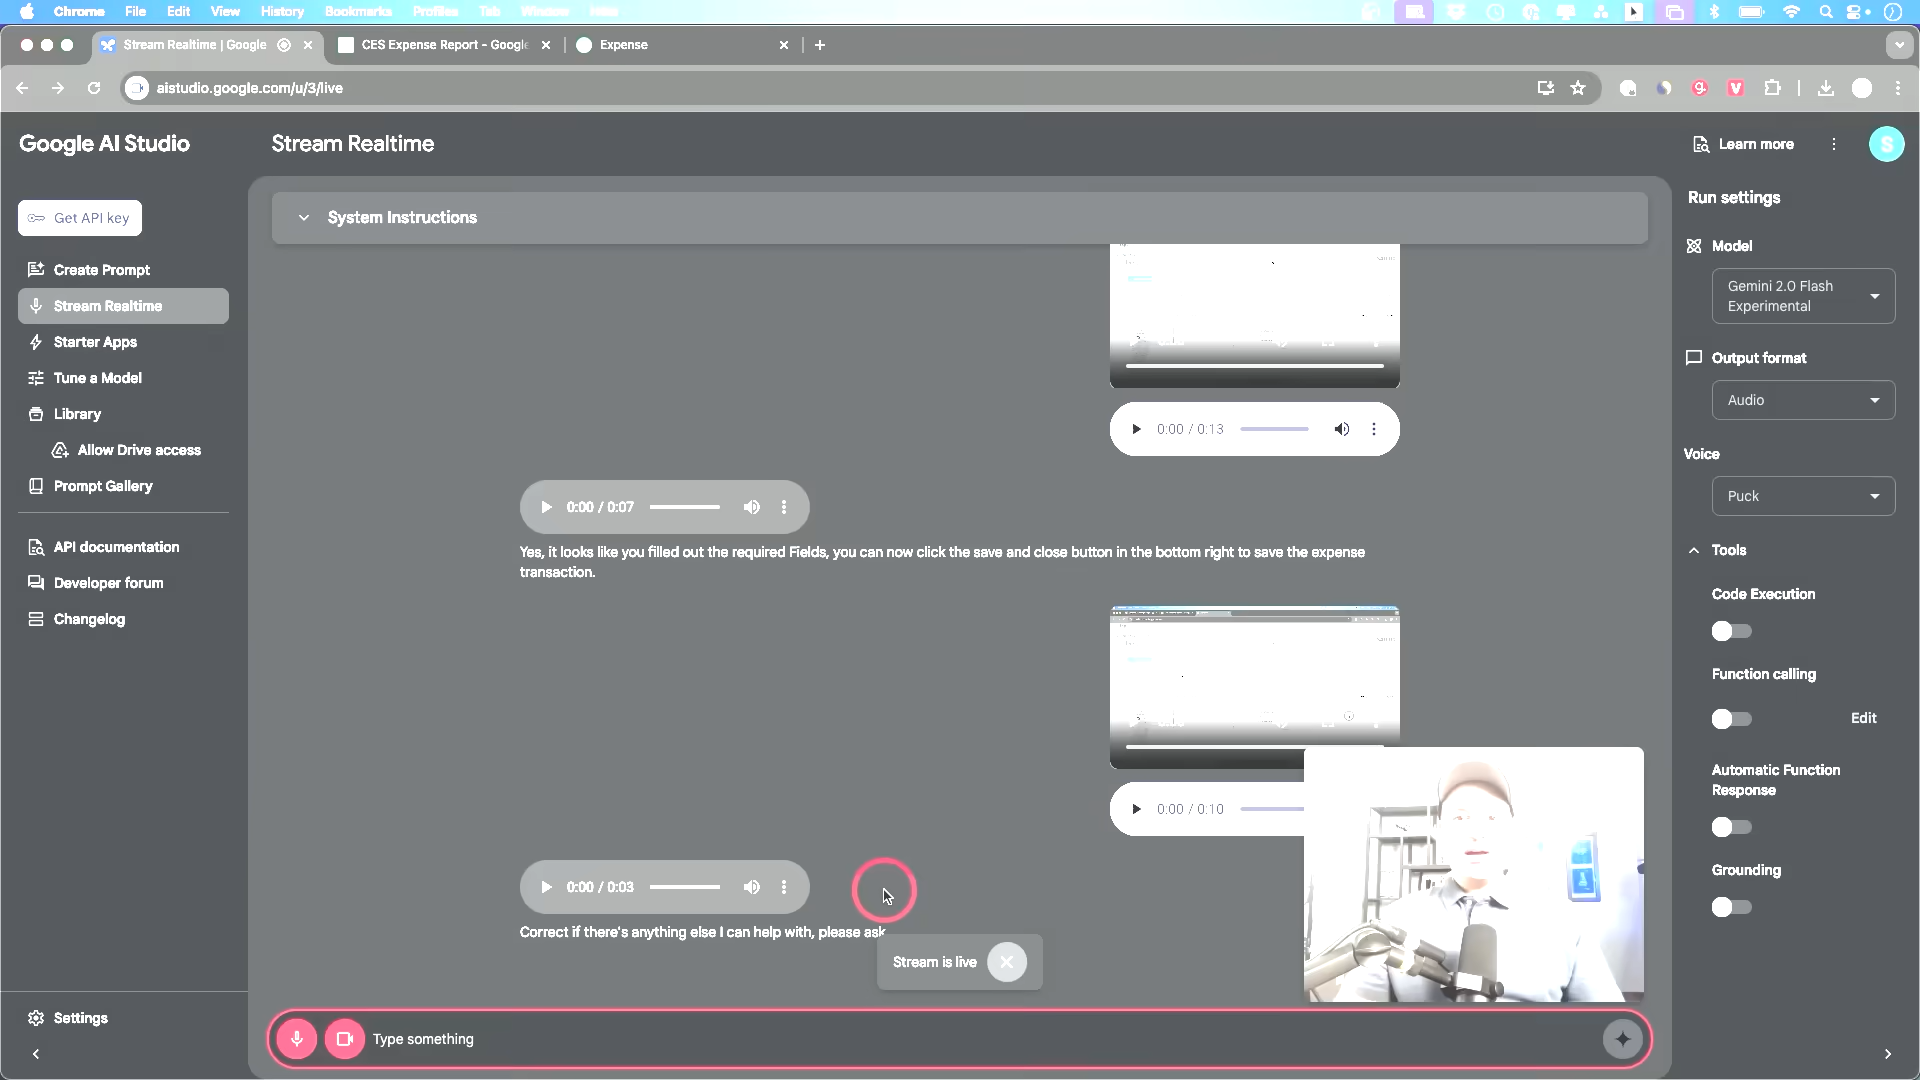 Chrome File Edit View History Bookmarks Profiles Tab Window Help
Stream Realtime | Google
CES Expense Report - Google
Expense
aistudio.google.com/u/3/live
Google AI Studio
Stream Realtime
Learn more
S
Get API key
Create Prompt
Stream Realtime
Starter Apps
Tune a Model
Library
Allow Drive access
Prompt Gallery
API documentation
Developer forum
Changelog
Settings
System Instructions
0:00 / 0:13
0:00 / 0:07
Yes, it looks like you filled out the required Fields, you can now click the save and close button in the bottom right to save the expense
transaction.
0:00 / 0:10
0:00 / 0:03
Correct if there's anything else I can help with, please ask
Stream is live
Type something
Run settings
Model
Gemini 2.0 Flash
Experimental
Output format
Audio
Voice
Puck
Tools
Code Execution
Function calling
Edit
Automatic Function
Response
Grounding